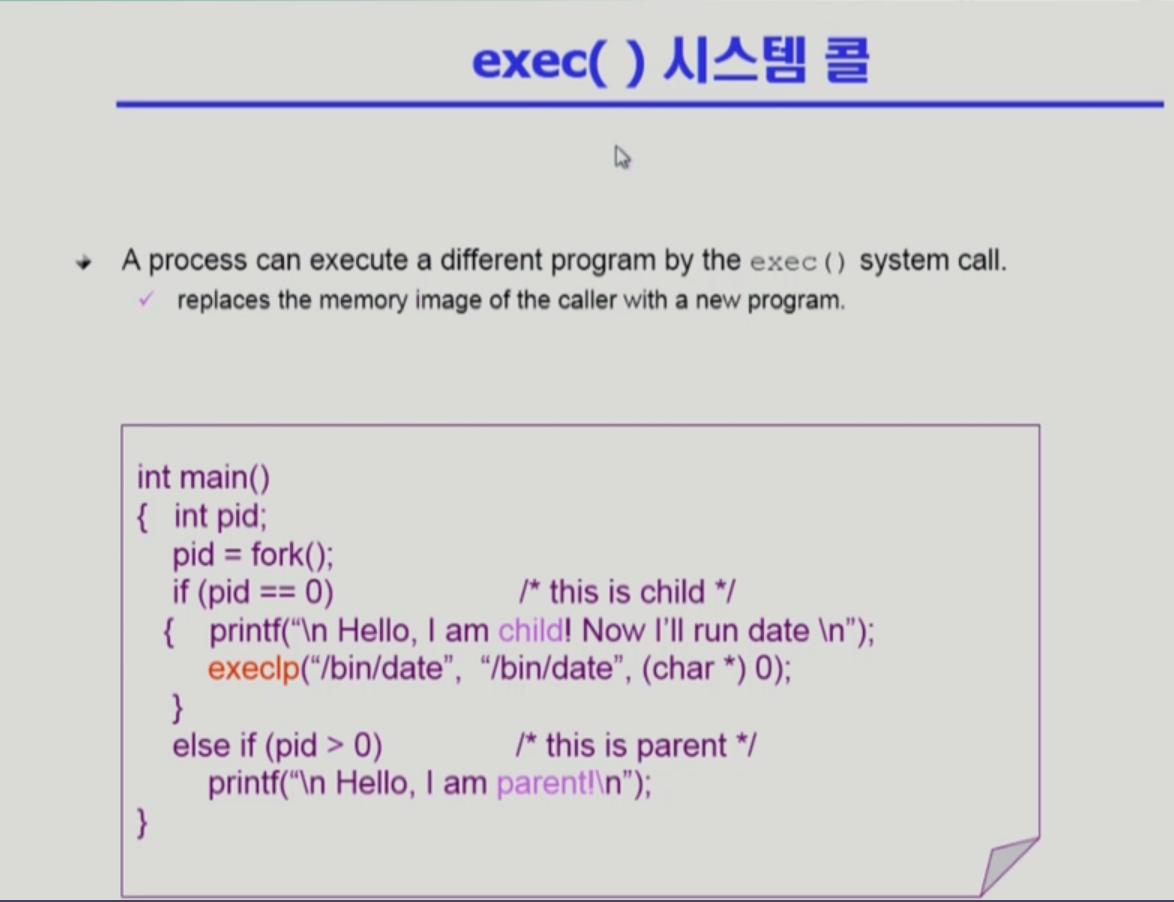 exec( ) 시스템 콜
A process can execute a different program by the exec() system call.
✓ replaces the memory image of the caller with a new program.
int main()
{ int pid;
pid = fork();
if (pid == 0) /* this is child */
{ printf(“\n Hello, I am child! Now I’ll run date \n”);
execlp(“/bin/date”, “/bin/date”, (char *) 0);
}
else if (pid > 0) /* this is parent */
printf(“\n Hello, I am parent!\n”);
}